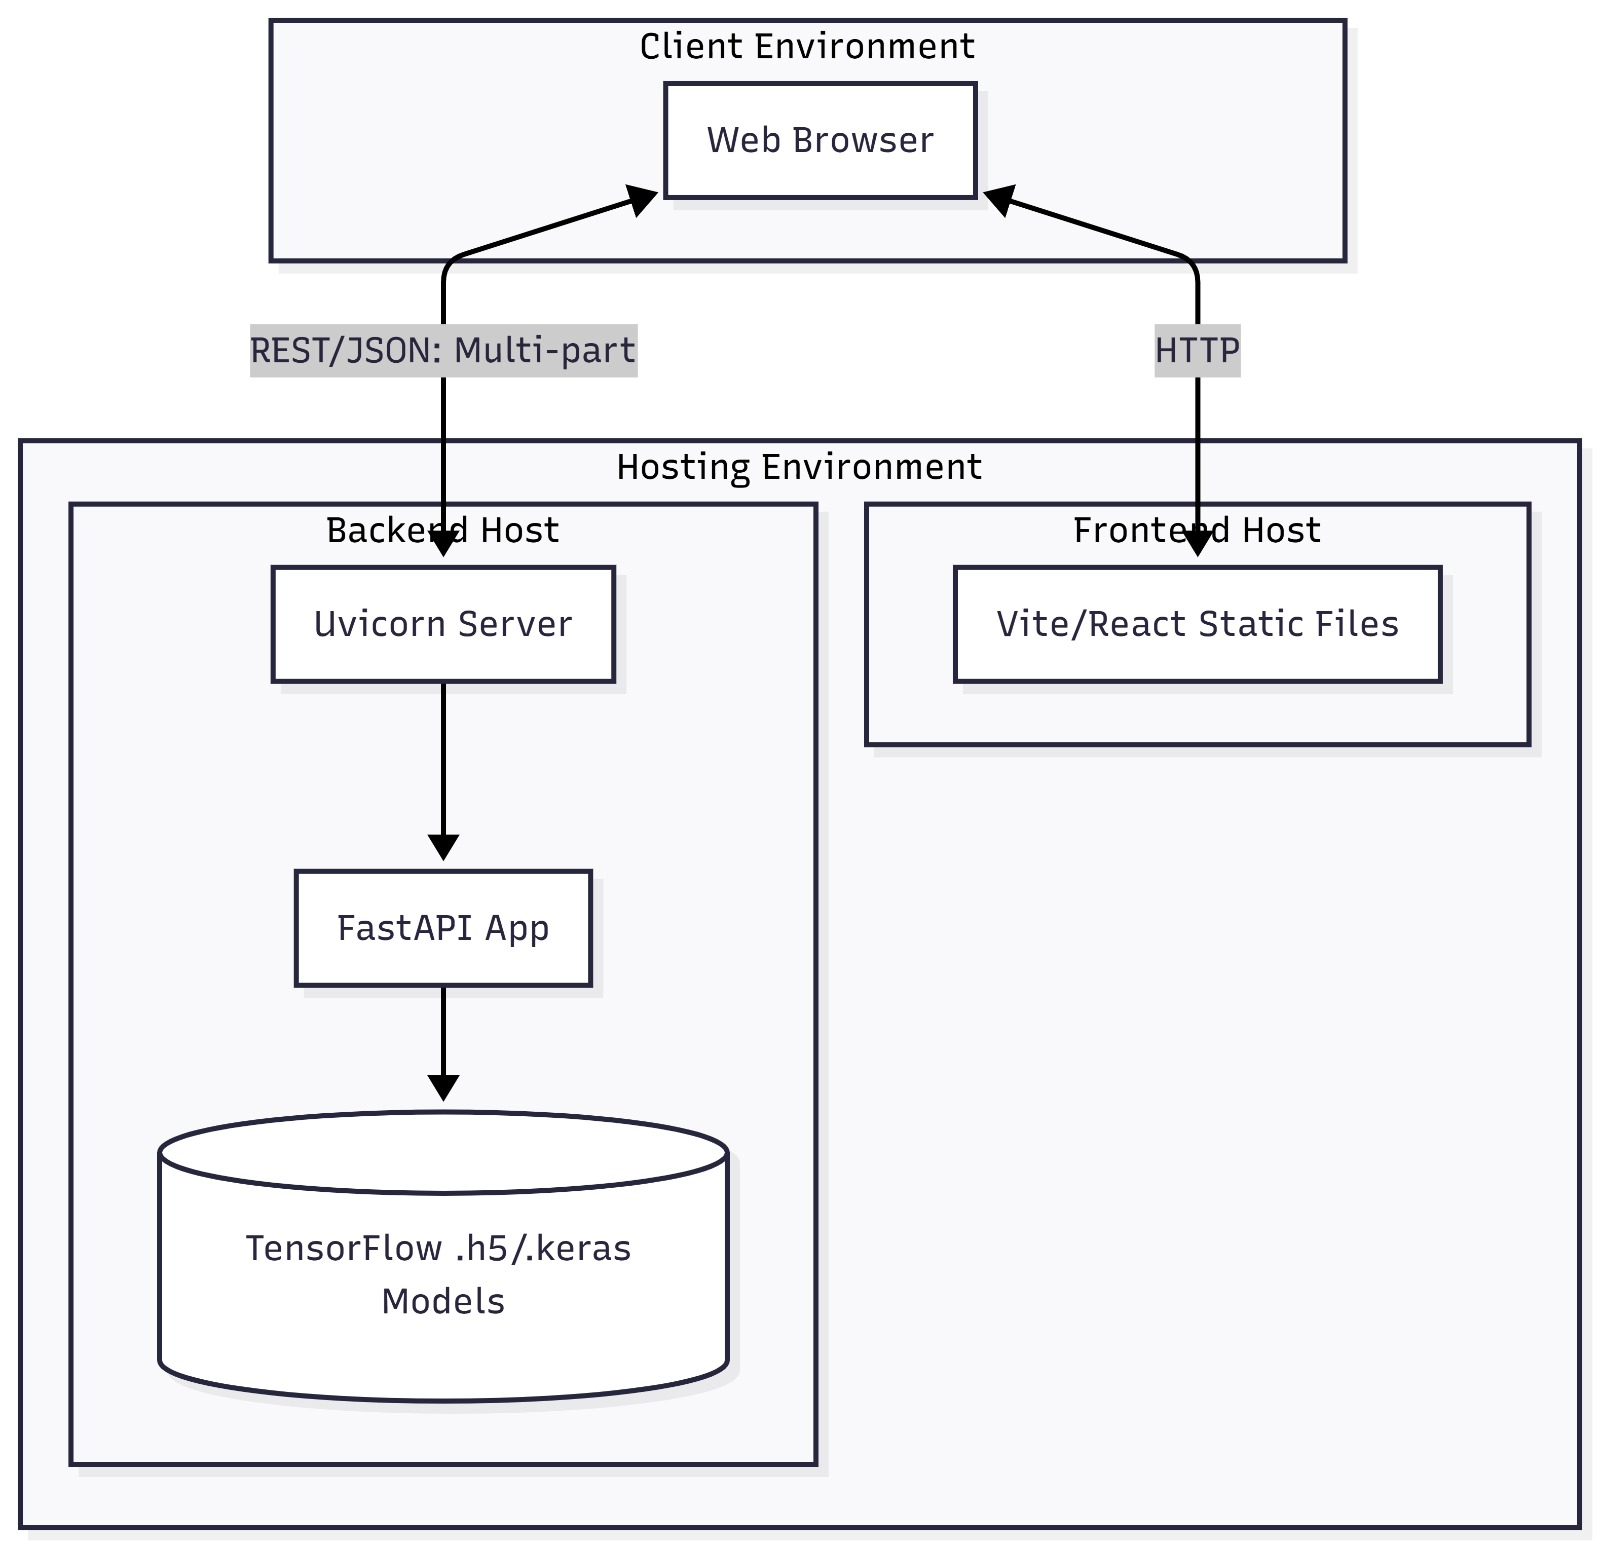 Client Environment
Web Browser
REST/JSON: Multi-part
HTTP
Hosting Environment
Backend Host
Frontend Host
Uvicorn Server
Vite/React Static Files
FastAPI App
TensorFlow .h5/.keras
Models